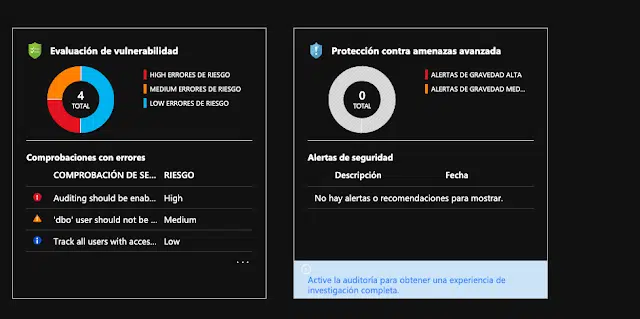 Evaluación de vulnerabilidad
4
TOTAL
HIGH ERRORES DE RIESGO
MEDIUM ERRORES DE RIESGO
LOW ERRORES DE RIESGO
Comprobaciones con errores
COMPROBACIÓN DE SE... RIESGO
Auditing should be enab... High
'dbo' user should not be ... Medium
Track all users with acces... Low
...
Protección contra amenazas avanzada
0
TOTAL
ALERTAS DE GRAVEDAD ALTA
ALERTAS DE GRAVEDAD MED...
Alertas de seguridad
Descripción Fecha
No hay alertas o recomendaciones para mostrar.
Active la auditoría para obtener una experiencia de
investigación completa.